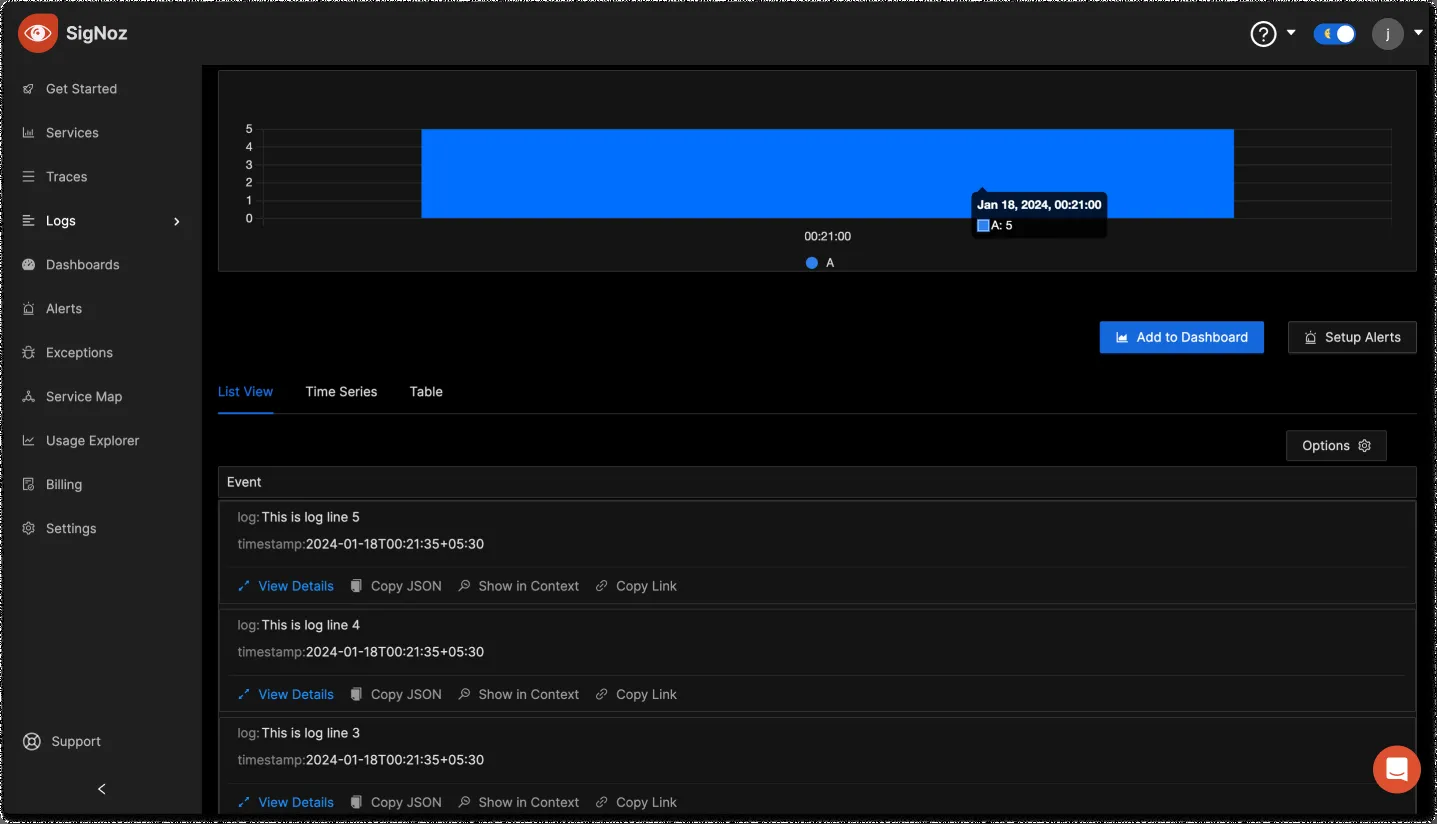 SigNoz
j
Get Started
Services
Traces
Logs
Dashboards
Alerts
Exceptions
Service Map
Usage Explorer
Billing
Settings
Support
5
4
3
2
1
0
Jan 18, 2024, 00:21:00
A: 5
00:21:00
A
Add to Dashboard
Setup Alerts
List View Time Series Table
Options
Event
log: This is log line 5
timestamp:2024-01-18T00:21:35+05:30
View Details Copy JSON Show in Context Copy Link
log: This is log line 4
timestamp:2024-01-18T00:21:35+05:30
View Details Copy JSON Show in Context Copy Link
log: This is log line 3
timestamp:2024-01-18T00:21:35+05:30
View Details Copy JSON Show in Context Copy Link